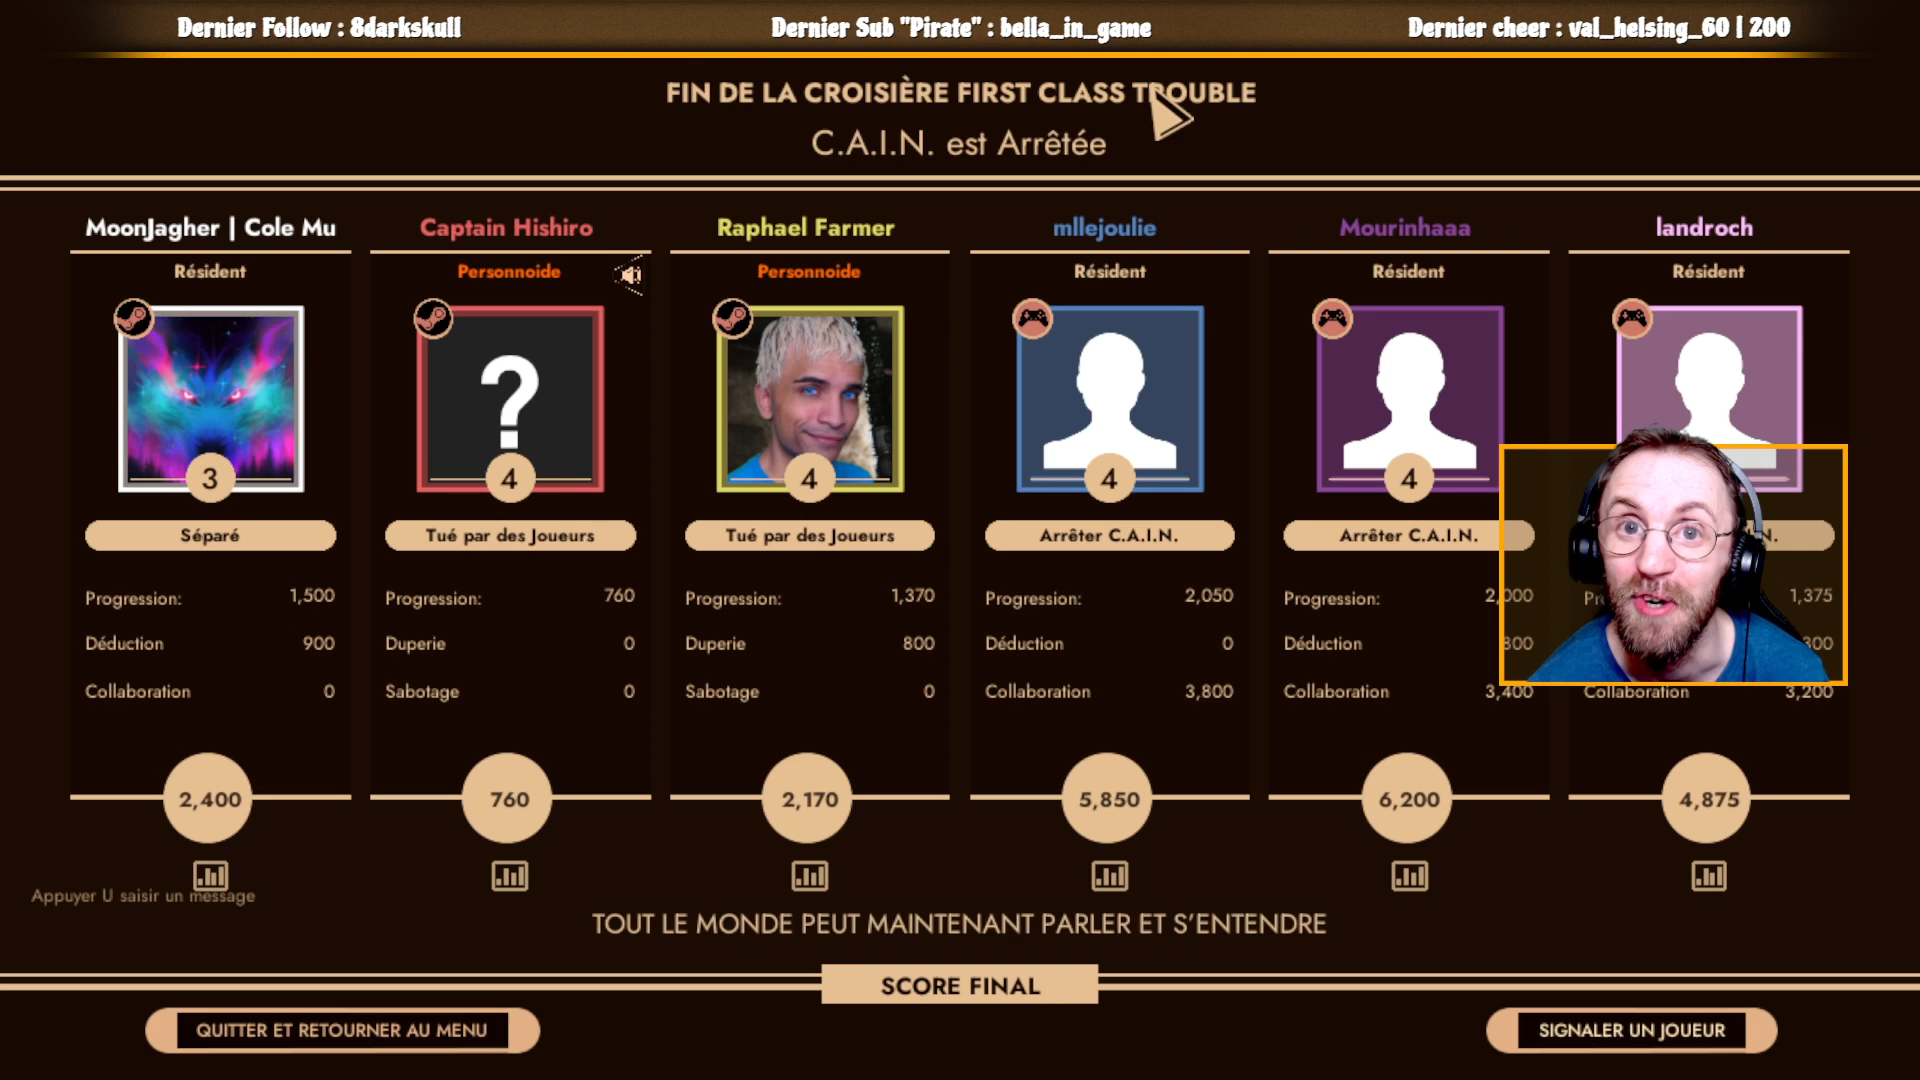 Dernier Follow : 8darkskull
Dernier Sub "Pirate" : bella_in_game
Dernier cheer : val_helsing_60 | 200
FIN DE LA CROISIÈRE FIRST CLASS TROUBLE
C.A.I.N. est Arrêtée
MoonJagher | Cole Mu
Captain Hishiro
Raphael Farmer
mllejoulie
Mourinhaaa
landroch
Résident
Personnoide
Personnoide
Résident
Résident
Résident
?
3
4
4
4
4
Séparé
Tué par des Joueurs
Tué par des Joueurs
Arrêter C.A.I.N.
Arrêter C.A.I.N.
N.
Progression: 1,500
Progression: 760
Progression: 1,370
Progression: 2,050
Progression: 2,000
1,375
Déduction 900
Duperie 0
Duperie 800
Déduction 0
Déduction 800
Collaboration 0
Sabotage 0
Sabotage 0
Collaboration 3,800
Collaboration 3,400
Collaboration 3,200
2,400
760
2,170
5,850
6,200
4,875
Appuyer U saisir un message
TOUT LE MONDE PEUT MAINTENANT PARLER ET S'ENTENDRE
SCORE FINAL
QUITTER ET RETOURNER AU MENU
SIGNALER UN JOUEUR